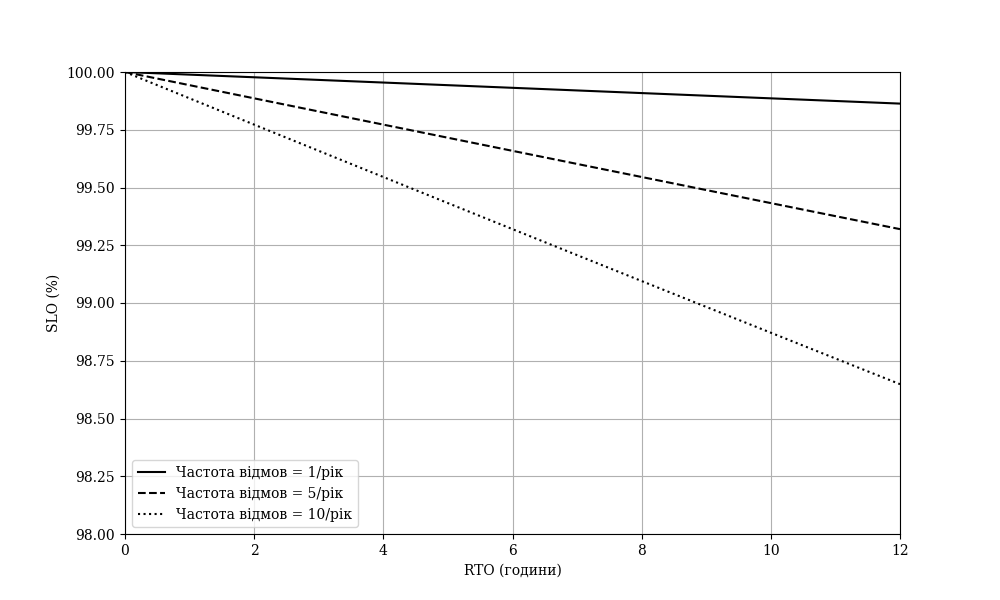 100.00
99.75
99.50
99.25
99.00
98.75
98.50
98.25
98.00
SLO (%)
Частота відмов = 1/рік
Частота відмов = 5/рік
Частота відмов = 10/рік
0 2 4 6 8 10 12
RTO (години)